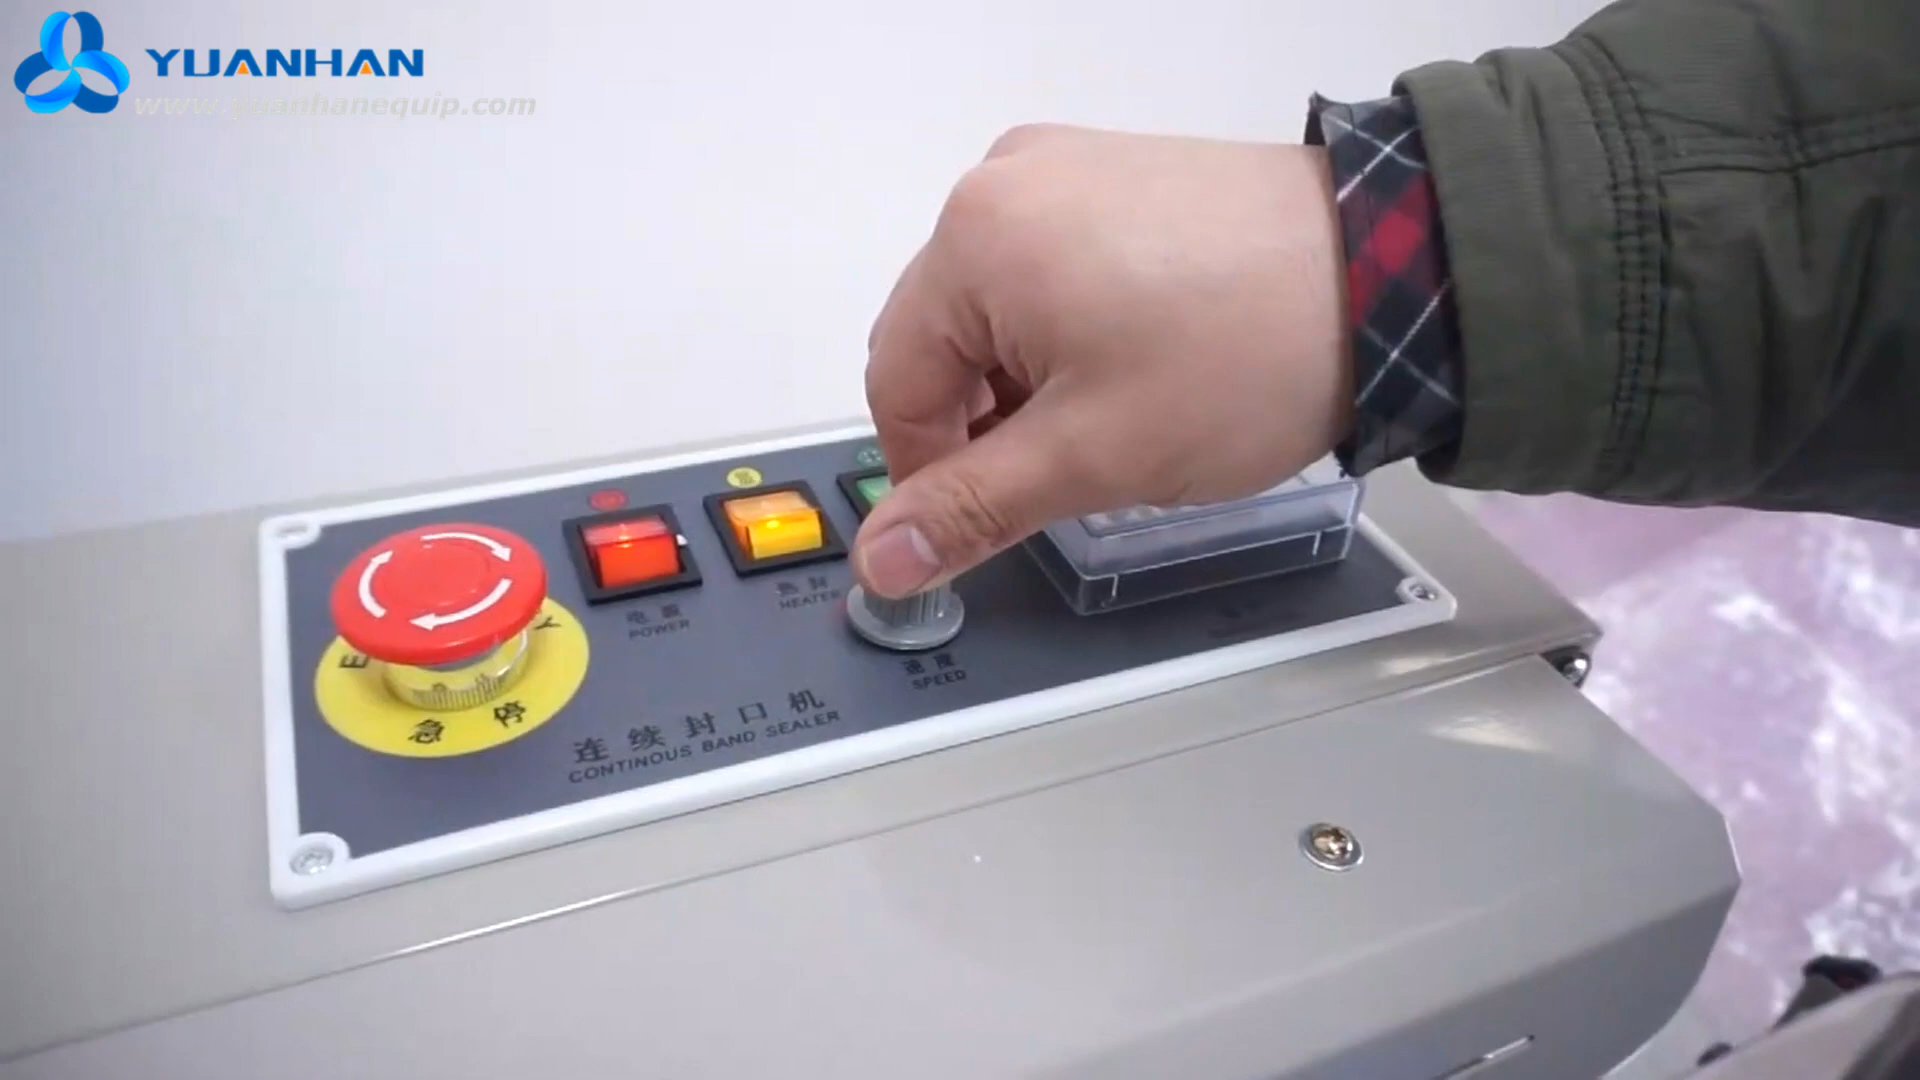 YUANHAN
www.yuanhanequip.com
电源
POWER
热封
HEATER
速度
SPEED
急停
E
Y
连续封口机
CONTINOUS BAND SEALER